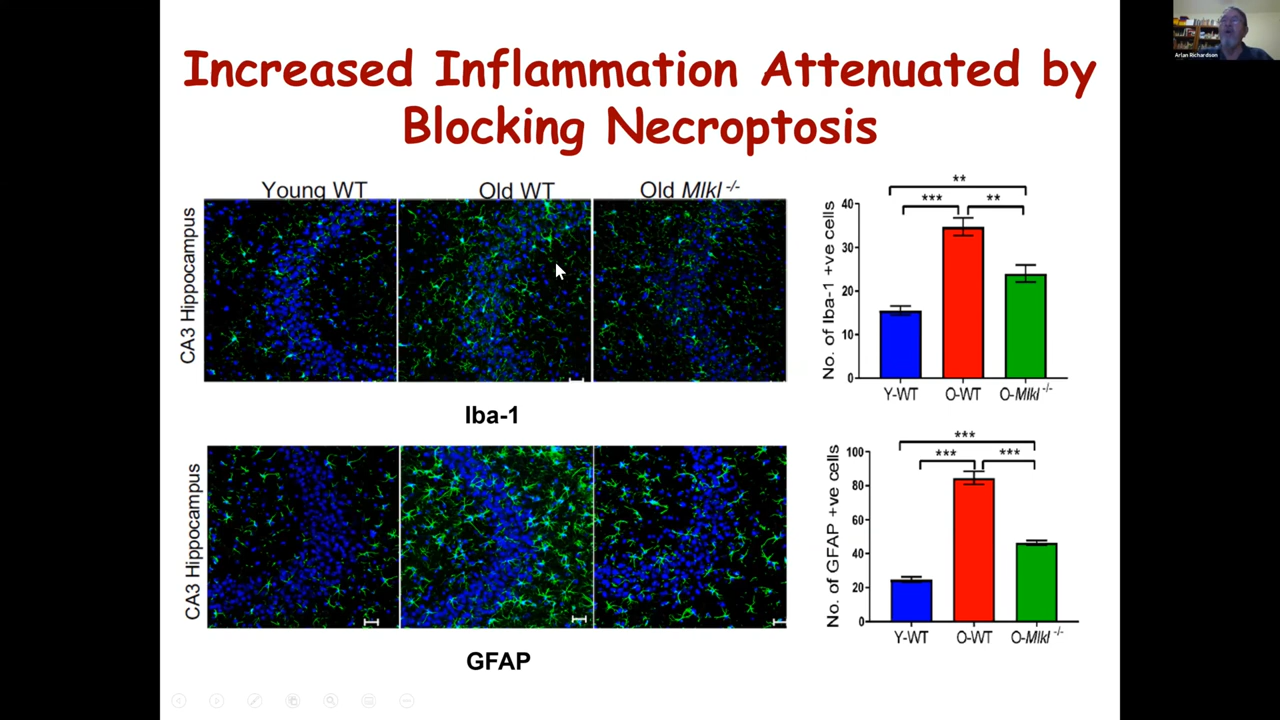 Increased Inflammation Attenuated by
Blocking Necroptosis
Arlan Richardson
Young WT
Old WT
Old Mlkl -/-
CA3 Hippocampus
Iba-1
No. of Iba-1 +ve cells
40
30
20
10
0
**
***
**
Y-WT
O-WT
O-Mlkl -/-
CA3 Hippocampus
GFAP
No. of GFAP +ve cells
100
80
60
40
20
0
***
***
***
Y-WT
O-WT
O-Mlkl -/-